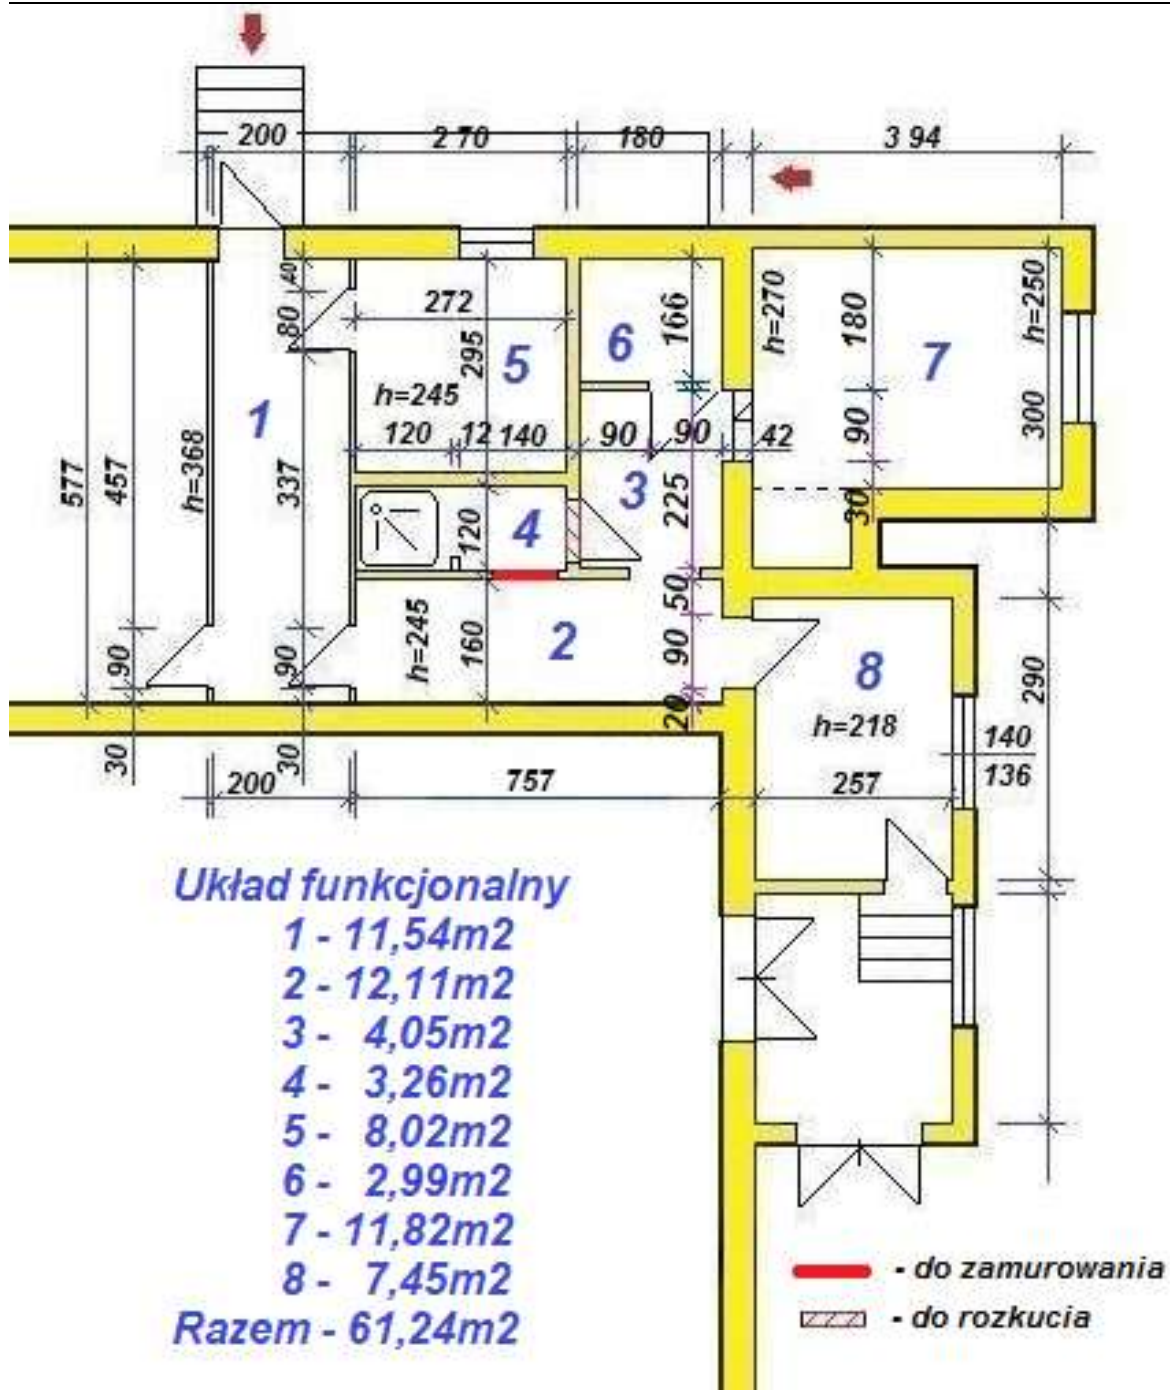 200
2 70
180
3 94
40
80
272
295
5
6
166
h=270
180
h=250
7
1
h=245
300
120
12
140
90
90
42
90
577
457
h=368
337
3
225
30
4
120
50
h=245
160
2
90
8
290
90
90
20
h=218
140
136
30
30
200
757
257
Układ funkcjonalny
1 - 11,54m2
2 - 12,11m2
3 - 4,05m2
4 - 3,26m2
5 - 8,02m2
6 - 2,99m2
7 - 11,82m2
8 - 7,45m2
Razem - 61,24m2
- do zamurowania
- do rozkucia